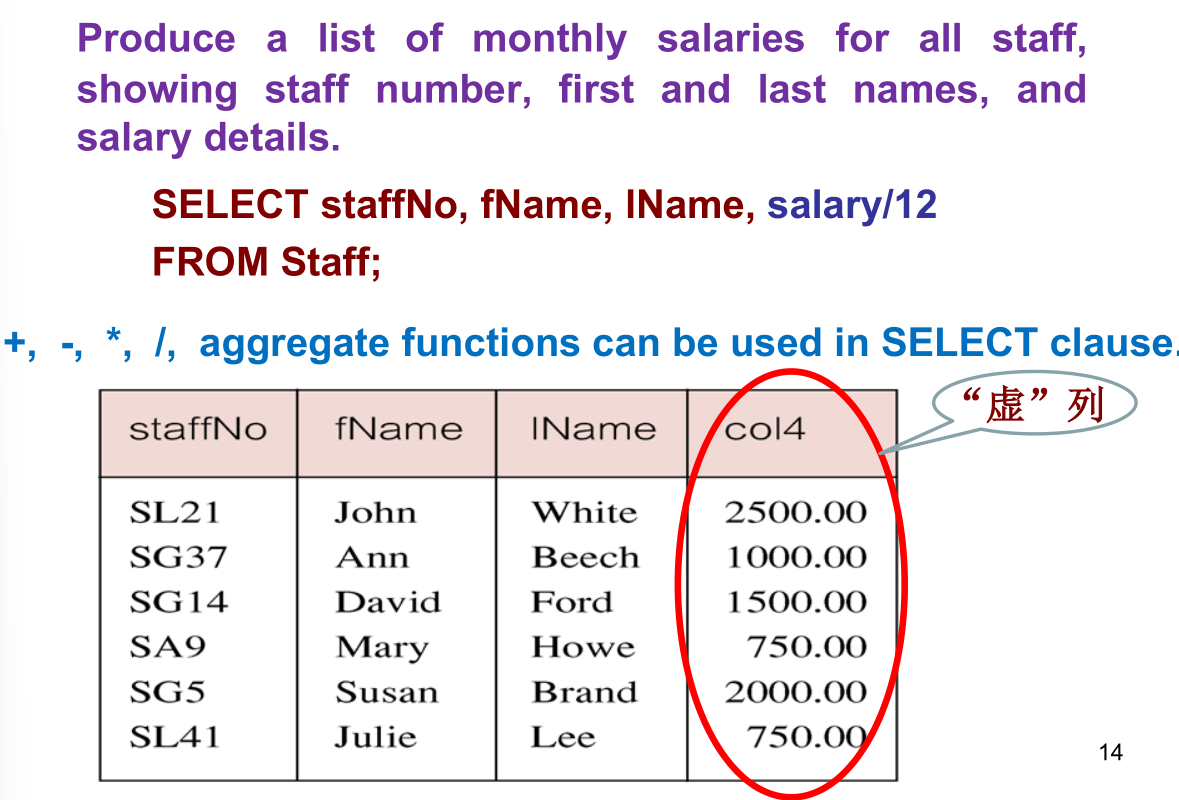 Produce a list of monthly salaries for all staff,
showing staff number, first and last names, and
salary details.
SELECT staffNo, fName, lName, salary/12
FROM Staff;
+, -, *, /, aggregate functions can be used in SELECT clause.
“虚”列
staffNo fName lName col4
SL21 John White 2500.00
SG37 Ann Beech 1000.00
SG14 David Ford 1500.00
SA9 Mary Howe 750.00
SG5 Susan Brand 2000.00
SL41 Julie Lee 750.00
14